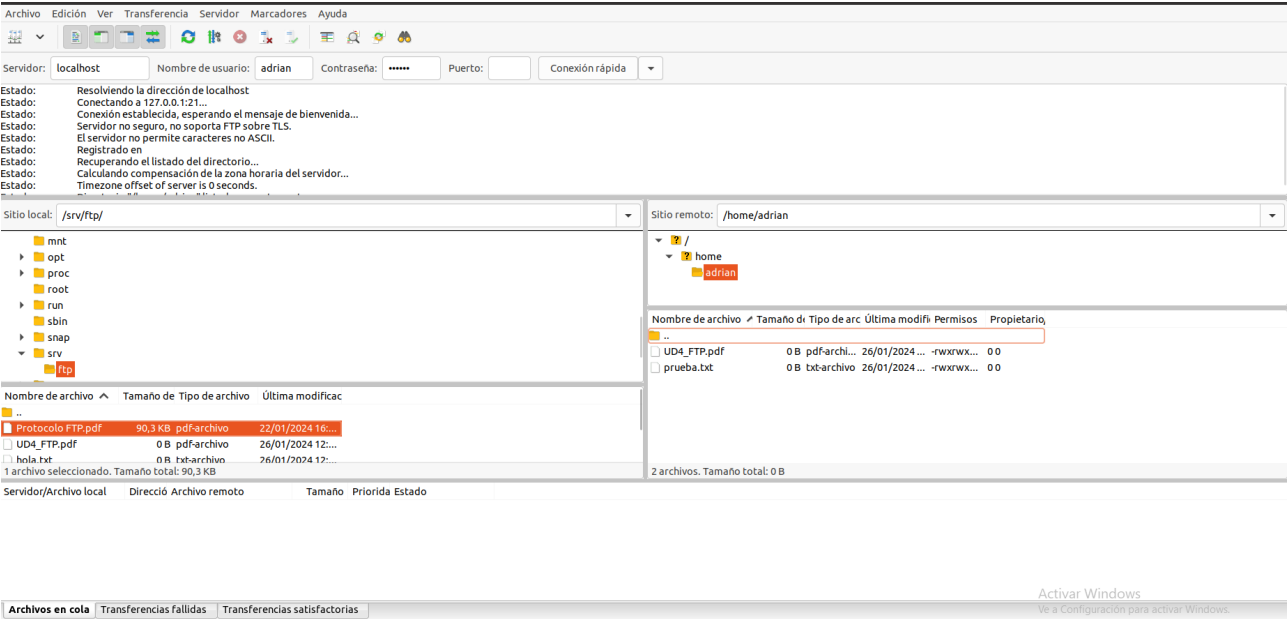 Archivo Edición Ver Transferencia Servidor Marcadores Ayuda
Servidor: localhost Nombre de usuario: adrian Contraseña: •••••• Puerto: Conexión rápida
Estado: Resolviendo la dirección de localhost
Estado: Conectando a 127.0.0.1:21...
Estado: Conexión establecida, esperando el mensaje de bienvenida...
Estado: Servidor no seguro, no soporta FTP sobre TLS.
Estado: El servidor no permite caracteres no ASCII.
Estado: Registrado en
Estado: Recuperando el listado del directorio...
Estado: Calculando compensación de la zona horaria del servidor...
Estado: Timezone offset of server is 0 seconds.
Sitio local: /srv/ftp/
mnt
opt
proc
root
run
sbin
snap
srv
ftp
Nombre de archivo Tamaño de Tipo de archivo Última modificac
..
Protocolo FTP.pdf 90,3 KB pdf-archivo 22/01/2024 16:...
UD4_FTP.pdf 0 B pdf-archivo 26/01/2024 12:...
hola.txt 0 B txt-archivo 26/01/2024 12:...
1 archivo seleccionado. Tamaño total: 90,3 KB
Sitio remoto: /home/adrian
/
home
adrian
Nombre de archivo Tamaño de Tipo de arc Última modifi Permisos Propietario,
..
UD4_FTP.pdf 0 B pdf-archi... 26/01/2024 ... -rwxrwx... 0 0
prueba.txt 0 B txt-archivo 26/01/2024 ... -rwxrwx... 0 0
2 archivos. Tamaño total: 0 B
Servidor/Archivo local Direcció Archivo remoto Tamaño Priorida Estado
Activar Windows
Ve a Configuración para activar Windows.
Archivos en cola Transferencias fallidas Transferencias satisfactorias